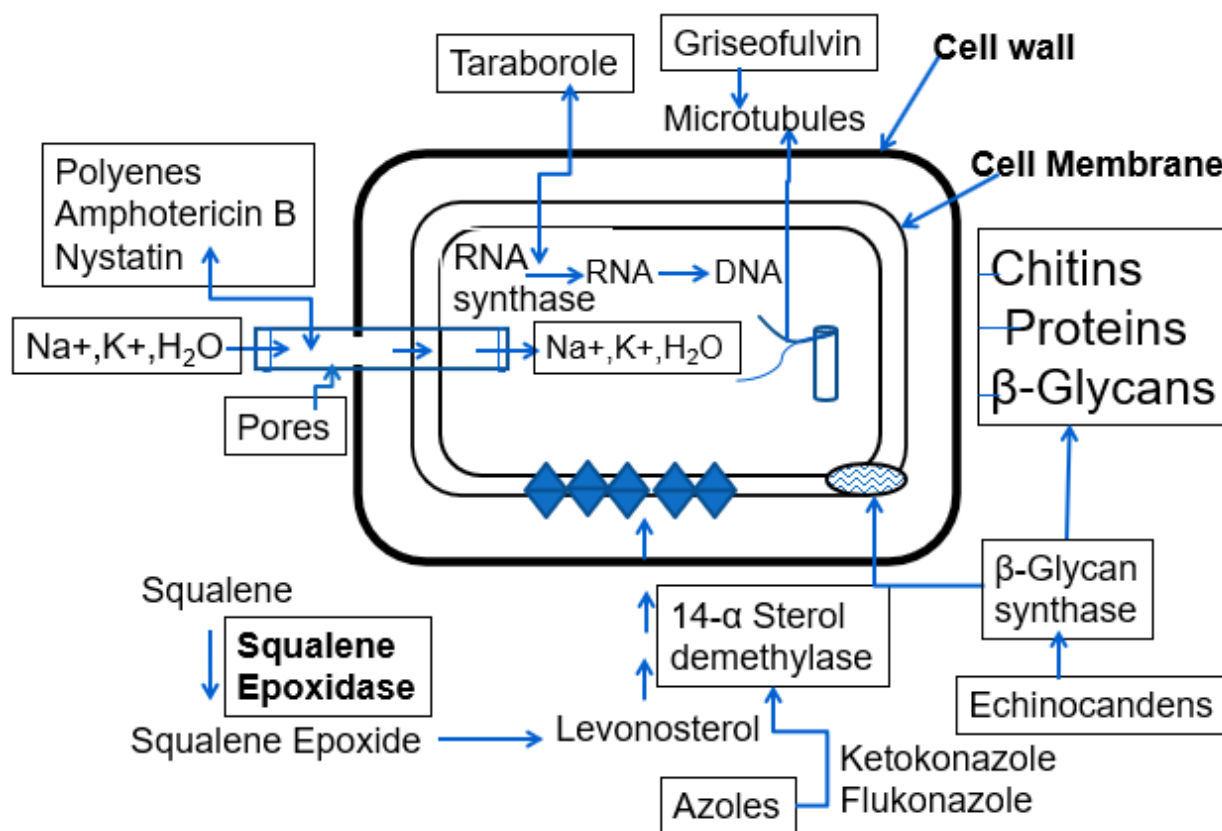 Griseofulvin
Cell wall
Taraborole
Microtubules
Cell Membrane
Polyenes
Amphotericin B
Nystatin
RNA
synthase
RNA
DNA
Chitins
Proteins
β-Glycans
Na+,K+,H₂O
Na+,K+,H₂O
Pores
Squalene
Squalene
Epoxidase
Squalene Epoxide
Levonosterol
14-α Sterol
demethylase
β-Glycan
synthase
Echinocandens
Azoles
Ketokonazole
Flukonazole